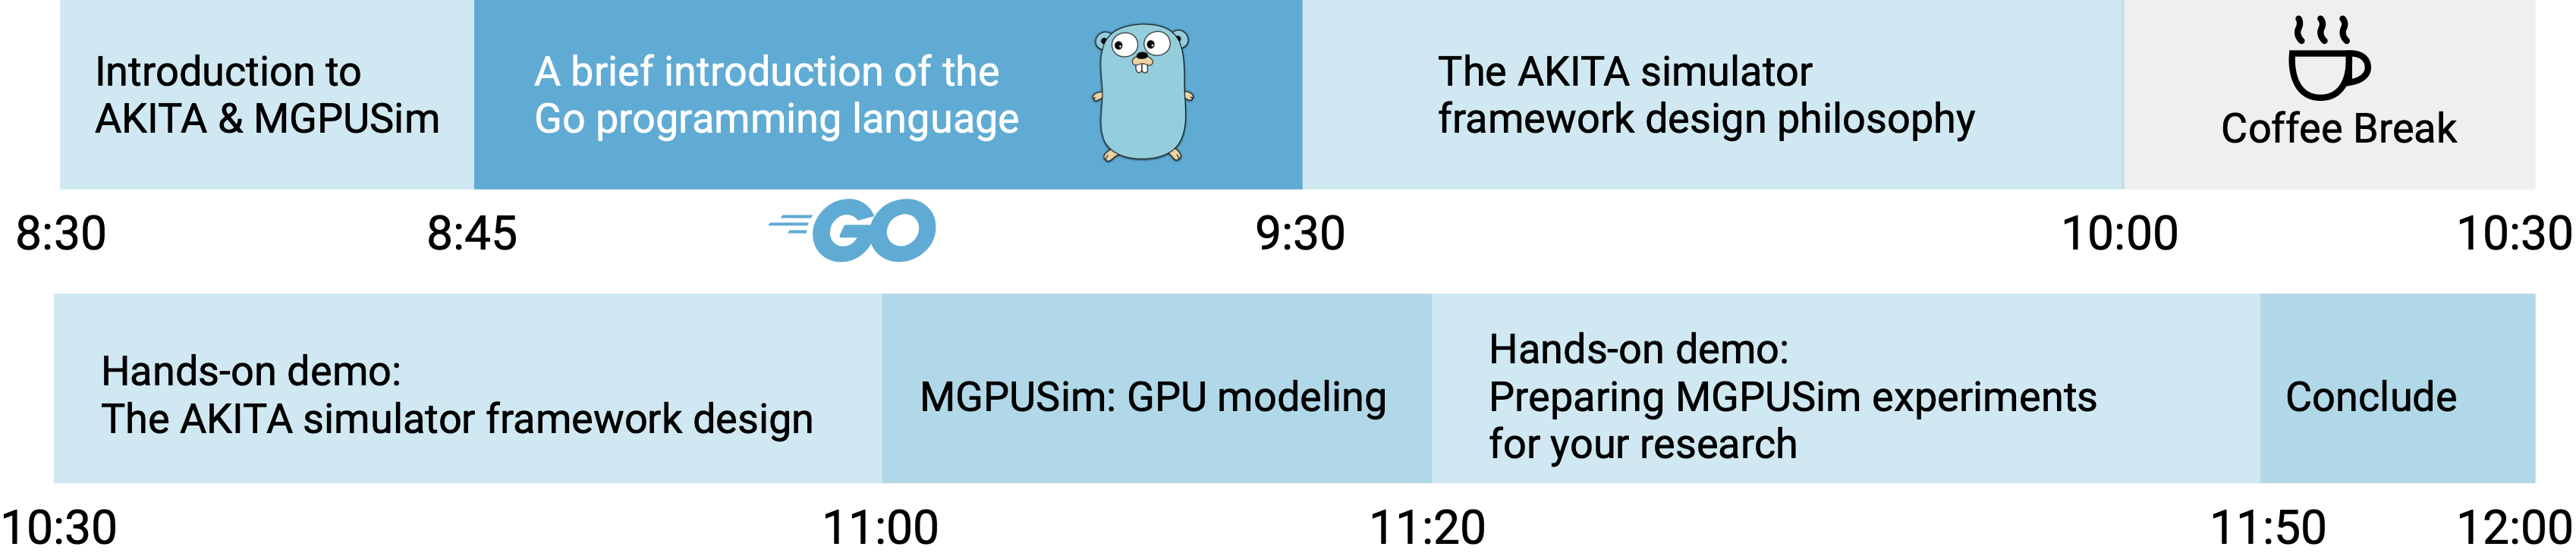 Introduction to
AKITA & MGPUSim
A brief introduction of the
Go programming language
The AKITA simulator
framework design philosophy
Coffee Break
8:30
8:45
GO
9:30
10:00
10:30
Hands-on demo:
The AKITA simulator framework design
MGPUSim: GPU modeling
Hands-on demo:
Preparing MGPUSim experiments
for your research
Conclude
10:30
11:00
11:20
11:50
12:00